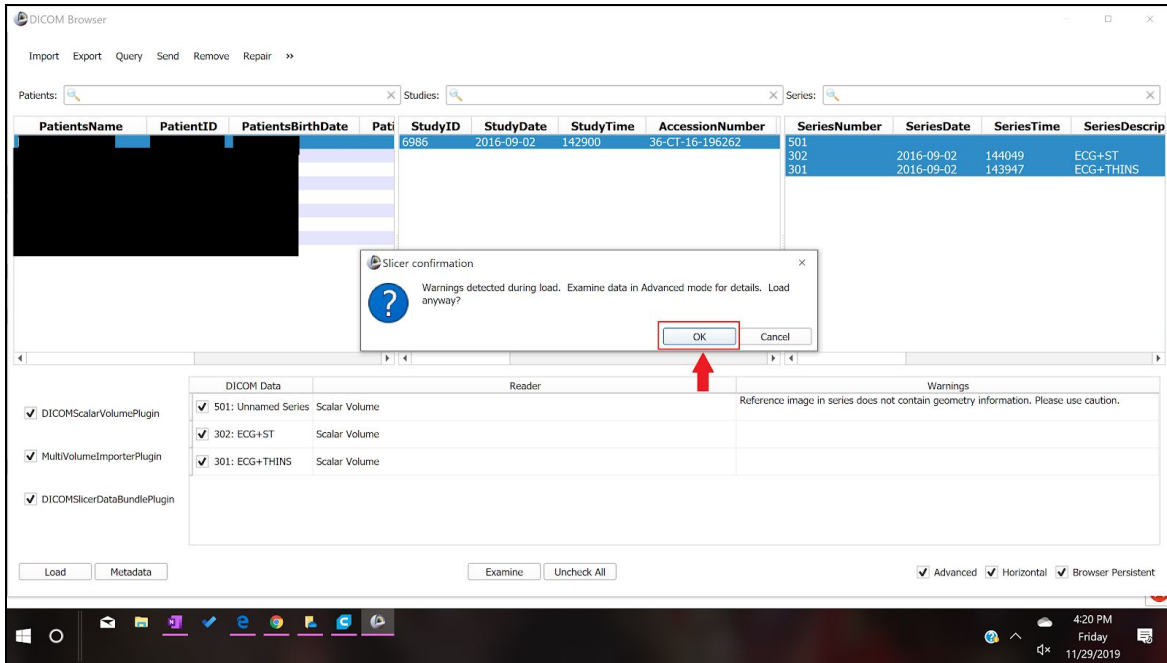 DICOM Browser
Import Export Query Send Remove Repair »
Patients: Studies: Series:
PatientsName PatientID PatientsBirthDate Pati StudyID StudyDate StudyTime AccessionNumber SeriesNumber SeriesDate SeriesTime SeriesDescrip
6986 2016-09-02 142900 36-CT-16-196262 501
302 2016-09-02 144049 ECG+ST
301 2016-09-02 143947 ECG+THINS
Slicer confirmation
Warnings detected during load. Examine data in Advanced mode for details. Load
anyway?
OK Cancel
DICOM Data Reader Warnings
DICOMScalarVolumePlugin
MultiVolumeImporterPlugin
DICOMSlicerDataBundlePlugin
501: Unnamed Series Scalar Volume Reference image in series does not contain geometry information. Please use caution.
302: ECG+ST Scalar Volume
301: ECG+THINS Scalar Volume
Load Metadata Examine Uncheck All Advanced Horizontal Browser Persistent
4:20 PM
Friday
11/29/2019